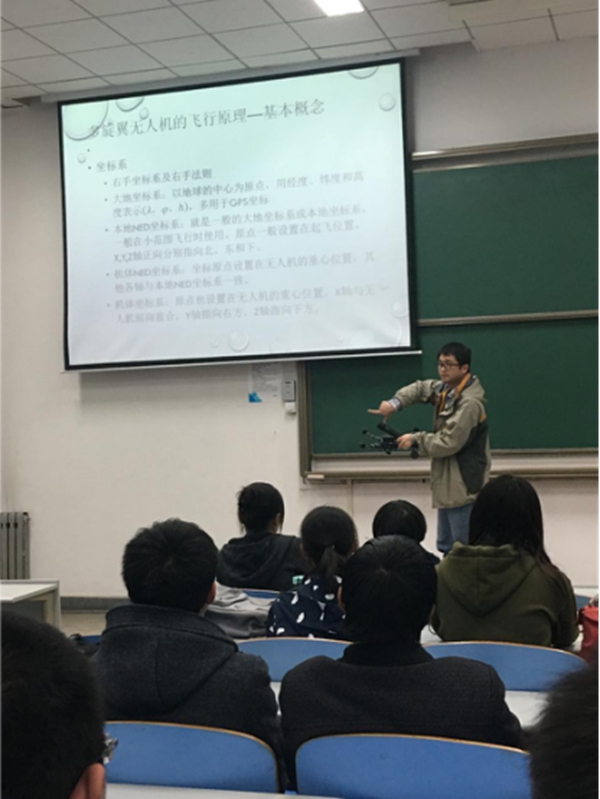 多旋翼无人机的飞行原理—基本概念
坐标系
右手坐标系及右手法则
大地坐标系：以地球的中心为原点，用经度、纬度和高
度表示(λ，φ，h)。多用于GPS坐标
本地NED坐标系：就是一般的大地坐标系成本地坐标系，
一般在小范围飞行时使用。原点一般设置在起飞位置，
X,Y,Z轴正向分别指向北、东和下。
机体NED坐标系：坐标原点设置在无人机的重心位置，其
他各轴与本地NED坐标系一致。
机体坐标系：原点也设置在无人机的重心位置，X轴与无
人机轴向重合，Y轴指向右方，Z轴指向下方。